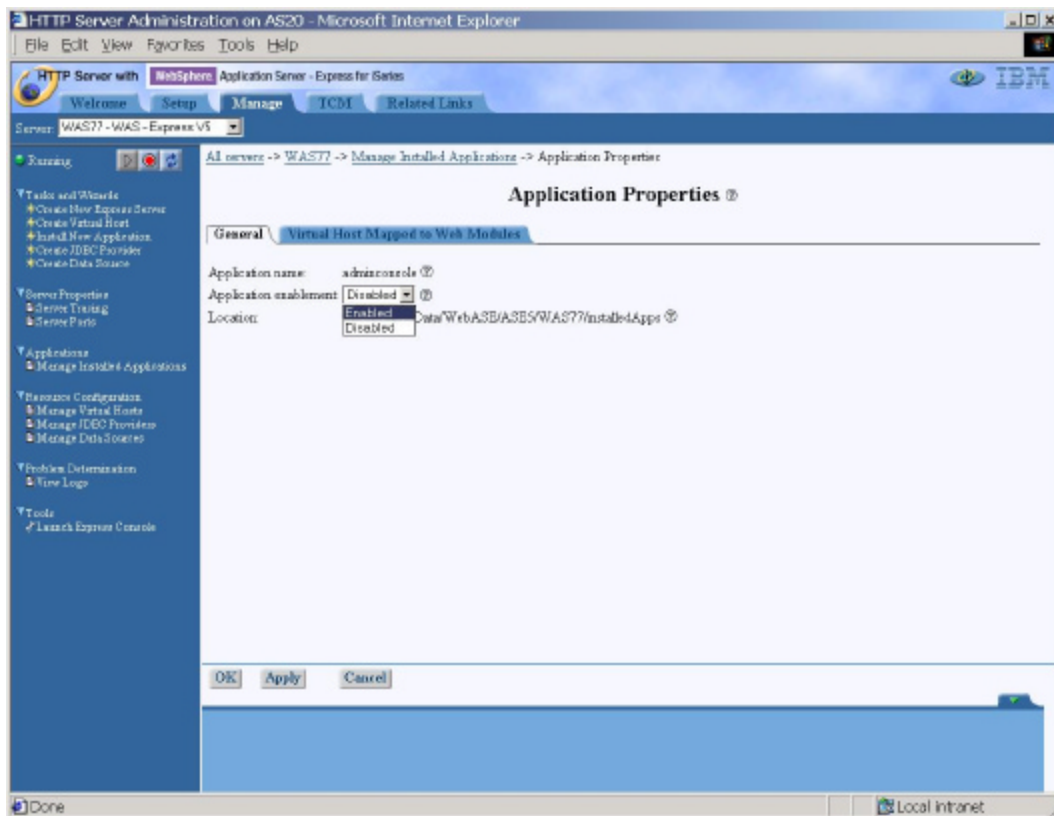 HTTP Server Administration on AS20 - Microsoft Internet Explorer
File Edit View Favorites Tools Help
HTTP Server with WebSphere Application Server - Express for iSeries
IBM
Welcome Setup Manage TCM Related Links
Server: WAS77 - WAS - Express V5
Running
All servers -> WAS77 -> Manage Installed Applications -> Application Properties
Application Properties
Tasks and Wizards
Create New Express Server
Create Virtual Host
Install New Application
Create JDBC Provider
Create Data Source
General Virtual Host Mapped to Web Modules
Application name: adminconsole
Application enablement: Disabled
Enabled
Disabled
Location: Data/WebASE/ASE5/WAS77/installedApps
Server Properties
Server Tracing
Server Ports
Applications
Manage Installed Applications
Resource Configuration
Manage Virtual Hosts
Manage JDBC Providers
Manage Data Sources
Problem Determination
View Logs
Tools
Launch Express Console
OK Apply Cancel
Done
Local intranet